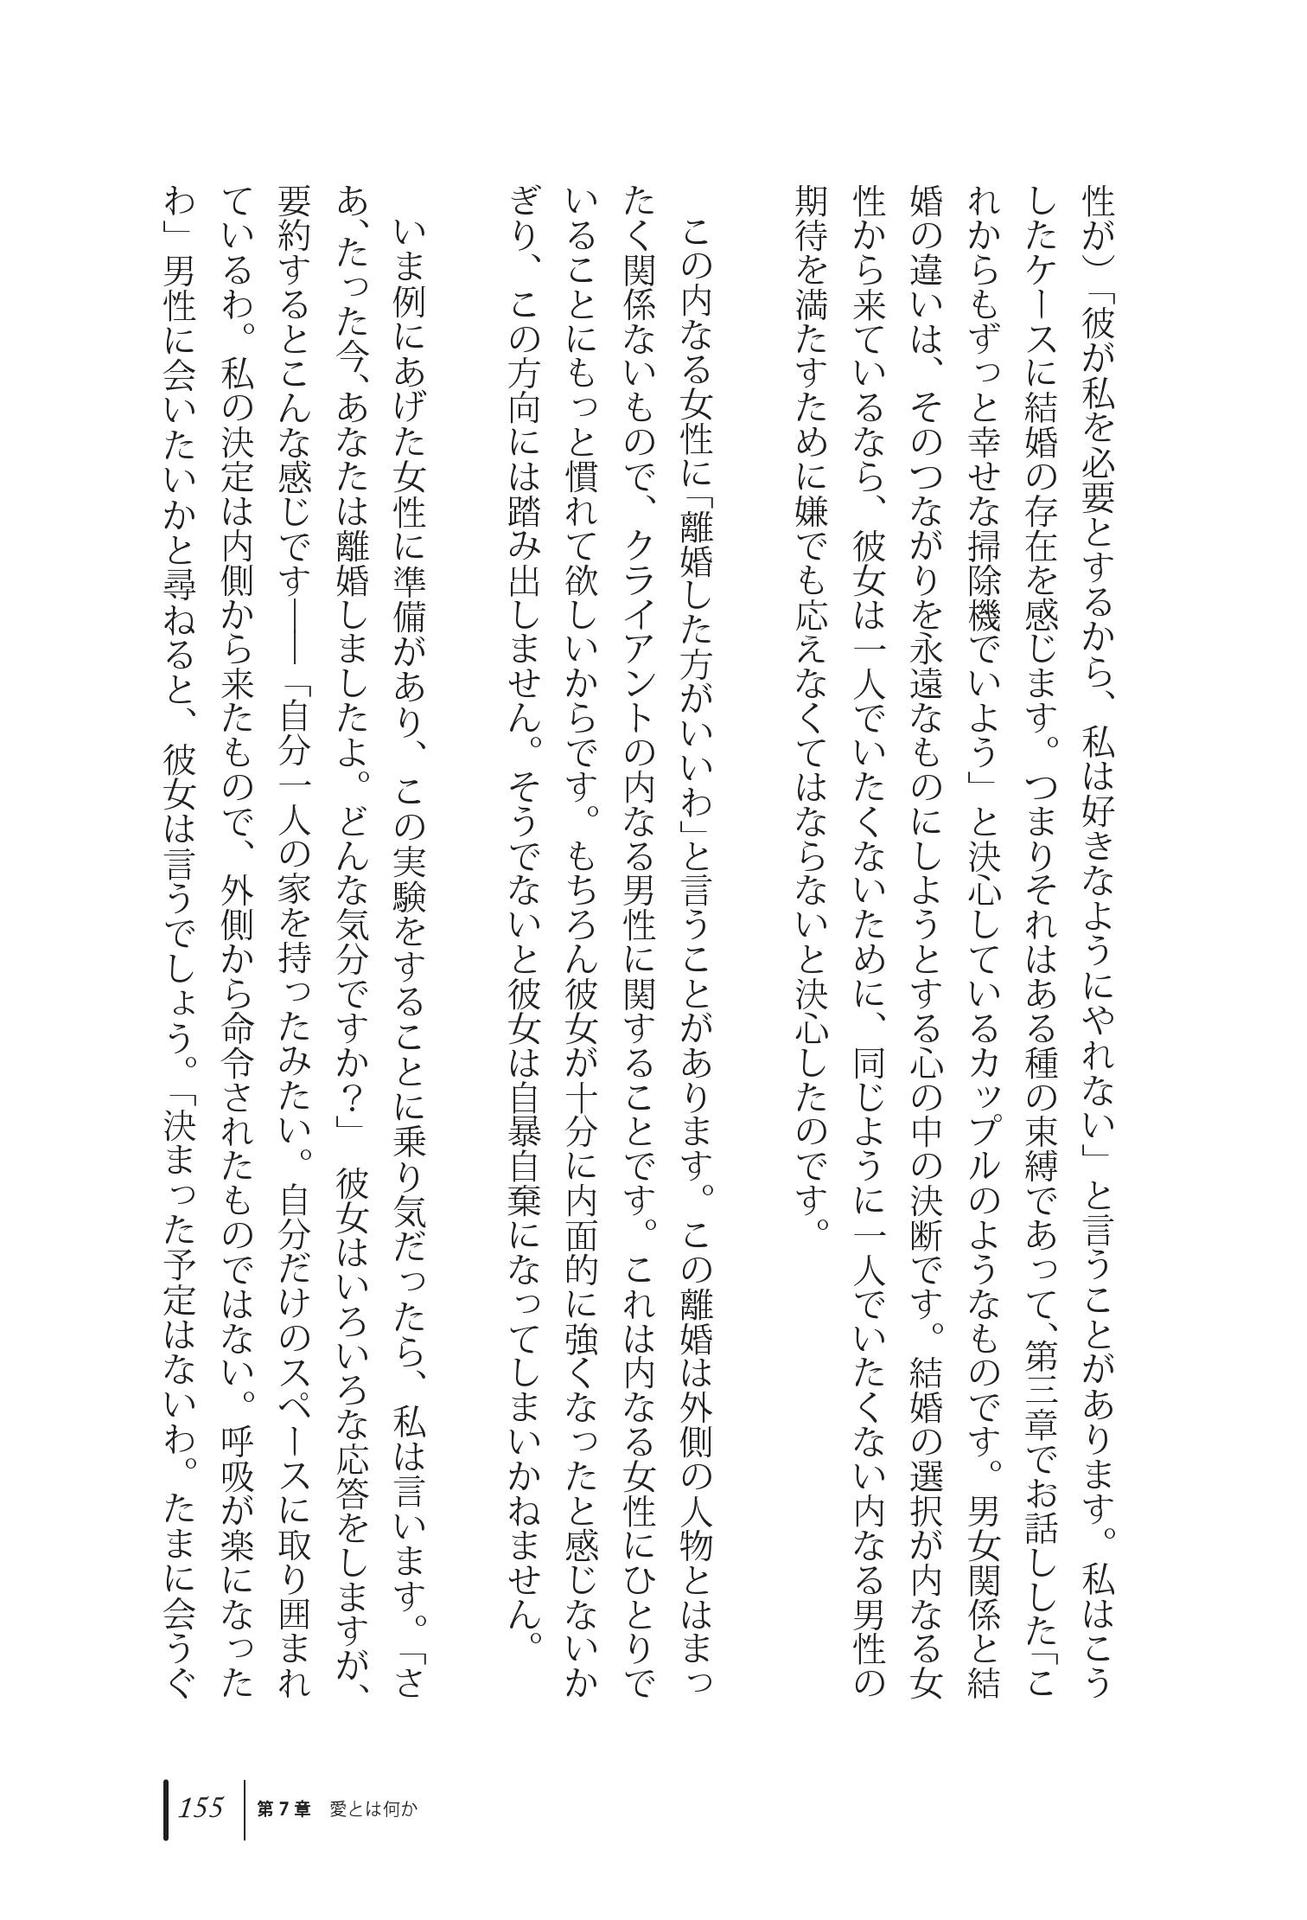 性が）「彼が私を必要とするから、私は好きなようにやれない」と言うことがあります。私はこう
したケースに結婚の存在を感じます。つまりそれはある種の束縛であって、第三章でお話しした「こ
れからもずっと幸せな掃除機でいよう」と決心しているカップルのようなものです。男女関係と結
婚の違いは、そのつながりを永遠なものにしようとする心の中の決断です。結婚の選択が内なる女
性から来ているなら、彼女は一人でいたくないために、同じように一人でいたくない内なる男性の
期待を満たすために嫌でも応えなくてはならないと決心したのです。
この内なる女性に「離婚した方がいいわ」と言うことがあります。この離婚は外側の人物とはまっ
たく関係ないもので、クライアントの内なる男性に関することです。これは内なる女性にひとりで
いることにもっと慣れて欲しいからです。もちろん彼女が十分に内面的に強くなったと感じないか
ぎり、この方向には踏み出しません。そうでないと彼女は自暴自棄になってしまいかねません。
いま例にあげた女性に準備があり、この実験をすることに乗り気だったら、私は言います。「さ
あ、たった今、あなたは離婚しましたよ。どんな気分ですか？」 彼女はいろいろな応答をしますが、
要約するとこんな感じです――「自分一人の家を持ったみたい。自分だけのスペースに取り囲まれ
ているわ。私の決定は内側から来たもので、外側から命令されたものではない。呼吸が楽になった
わ」男性に会いたいかと尋ねると、彼女は言うでしょう。「決まった予定はないわ。たまに会うぐ
155 第7章 愛とは何か